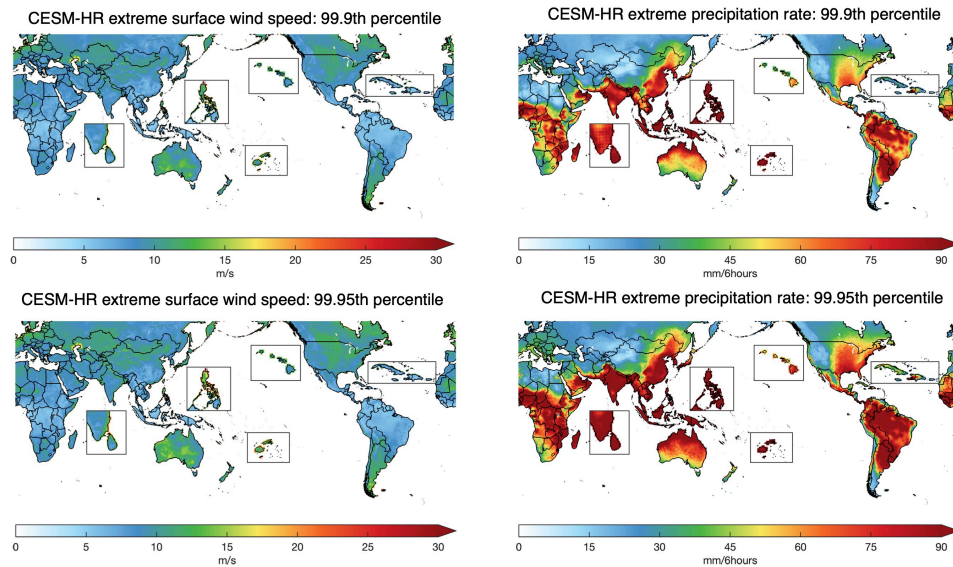 CESM-HR extreme surface wind speed: 99.9th percentile
CESM-HR extreme precipitation rate: 99.9th percentile
0 5 10 15 20 25 30
m/s
0 15 30 45 60 75 90
mm/6hours
CESM-HR extreme surface wind speed: 99.95th percentile
CESM-HR extreme precipitation rate: 99.95th percentile
0 5 10 15 20 25 30
m/s
0 15 30 45 60 75 90
mm/6hours